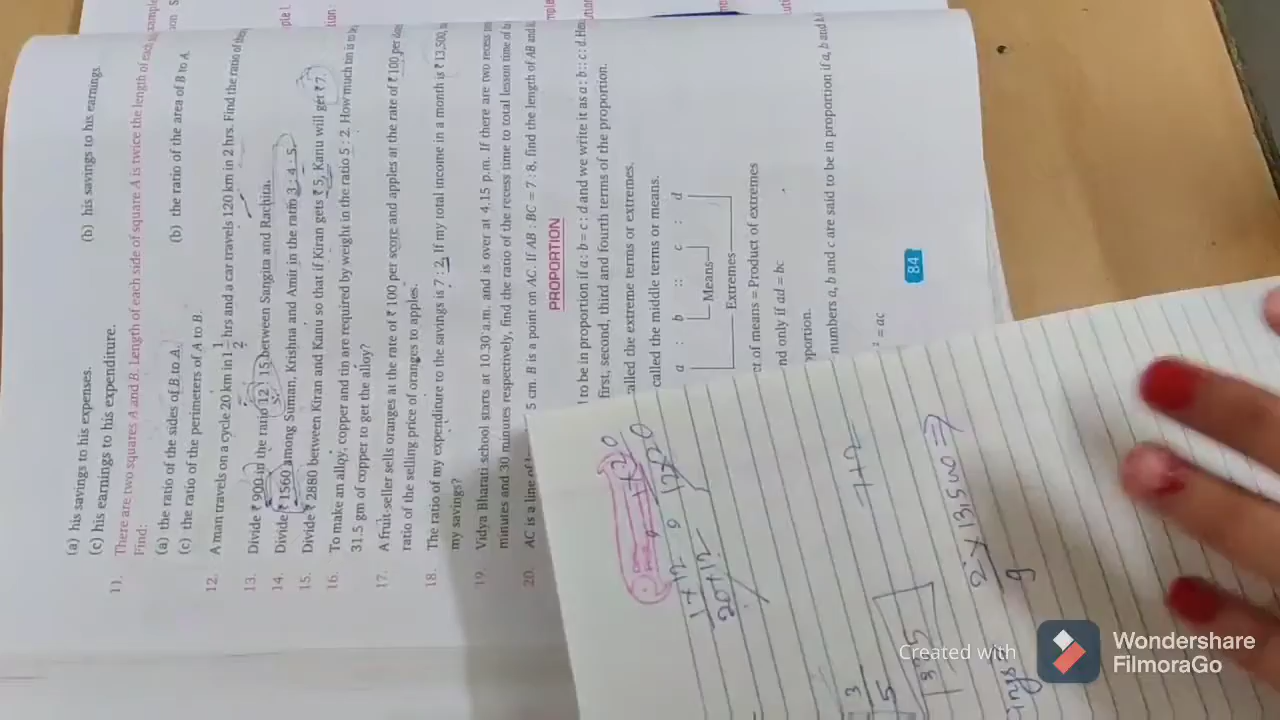 (a) his savings to his expenses. (b) his savings to his earnings.
(c) his earnings to his expenditure.
11. There are two squares A and B. Length of each side of square A is twice the length of each
Find:
(a) the ratio of the sides of B to A. (b) the ratio of the area of B to A.
(c) the ratio of the perimeters of A to B.
12. A man travels on a cycle 20 km in 1 1/2 hrs and a car travels 120 km in 2 hrs. Find the ratio of
13. Divide ₹ 900 in the ratio 12 : 15 between Sangita and Rachita.
14. Divide ₹ 1560 among Suman, Krishna and Amit in the ratio 3 : 4 : 5.
15. Divide ₹ 2880 between Kiran and Kanu so that if Kiran gets ₹ 5, Kanu will get ₹ 7.
16. To make an alloy, copper and tin are required by weight in the ratio 5 : 2. How much tin is to
31.5 gm of copper to get the alloy?
17. A fruit-seller sells oranges at the rate of ₹ 100 per score and apples at the rate of ₹ 100 per
ratio of the selling price of oranges to apples.
18. The ratio of my expenditure to the savings is 7 : 2. If my total income in a month is ₹ 13,500,
my savings?
19. Vidya Bharati school starts at 10.30 a.m. and is over at 4.15 p.m. If there are two recess
minutes and 30 minutes respectively, find the ratio of the recess time to total lesson time of
20. AC is a line of 5 cm. B is a point on AC. If AB : BC = 7 : 8, find the length of AB and
PROPORTION
to be in proportion if a : b = c : d and we write it as a : b :: c : d.
first, second, third and fourth terms of the proportion.
called the extreme terms or extremes.
called the middle terms or means.
a : b :: c : d
Means
Extremes
ct of means = Product of extremes
nd only if ad = bc
portion.
numbers a, b and c are said to be in proportion if a, b and
= ac
84
17+12
20+12
7+2
3
5
2 × 13,500 ⇒
9
Created with
Wondershare
FilmoraGo